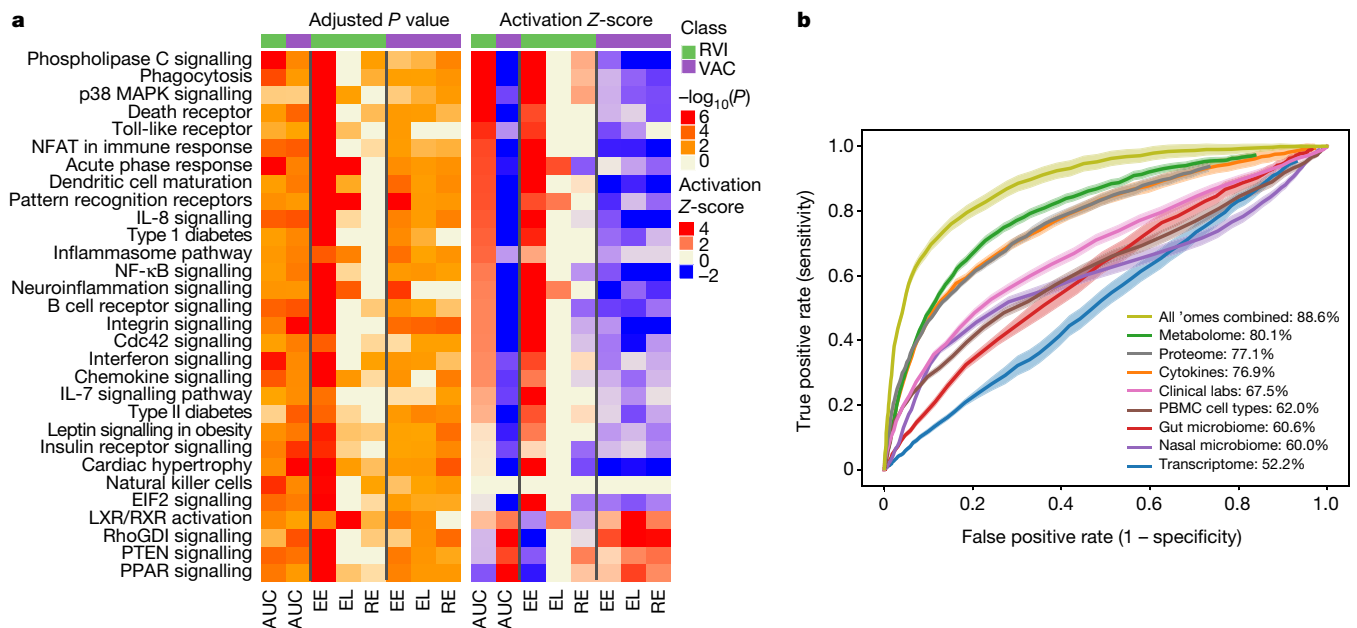 a
Adjusted P value
Activation Z-score
Class
RVI
VAC
–log10(P)
6
4
2
0
Activation
Z-score
4
2
0
–2
Phospholipase C signalling
Phagocytosis
p38 MAPK signalling
Death receptor
Toll-like receptor
NFAT in immune response
Acute phase response
Dendritic cell maturation
Pattern recognition receptors
IL-8 signalling
Type 1 diabetes
Inflammasome pathway
NF-κB signalling
Neuroinflammation signalling
B cell receptor signalling
Integrin signalling
Cdc42 signalling
Interferon signalling
Chemokine signalling
IL-7 signalling pathway
Type II diabetes
Leptin signalling in obesity
Insulin receptor signalling
Cardiac hypertrophy
Natural killer cells
EIF2 signalling
LXR/RXR activation
RhoGDI signalling
PTEN signalling
PPAR signalling
AUC AUC EE EL RE EE EL RE AUC AUC EE EL RE EE EL RE
b
True positive rate (sensitivity)
1.0
0.8
0.6
0.4
0.2
0
All 'omes combined: 88.6%
Metabolome: 80.1%
Proteome: 77.1%
Cytokines: 76.9%
Clinical labs: 67.5%
PBMC cell types: 62.0%
Gut microbiome: 60.6%
Nasal microbiome: 60.0%
Transcriptome: 52.2%
0 0.2 0.4 0.6 0.8 1.0
False positive rate (1 – specificity)